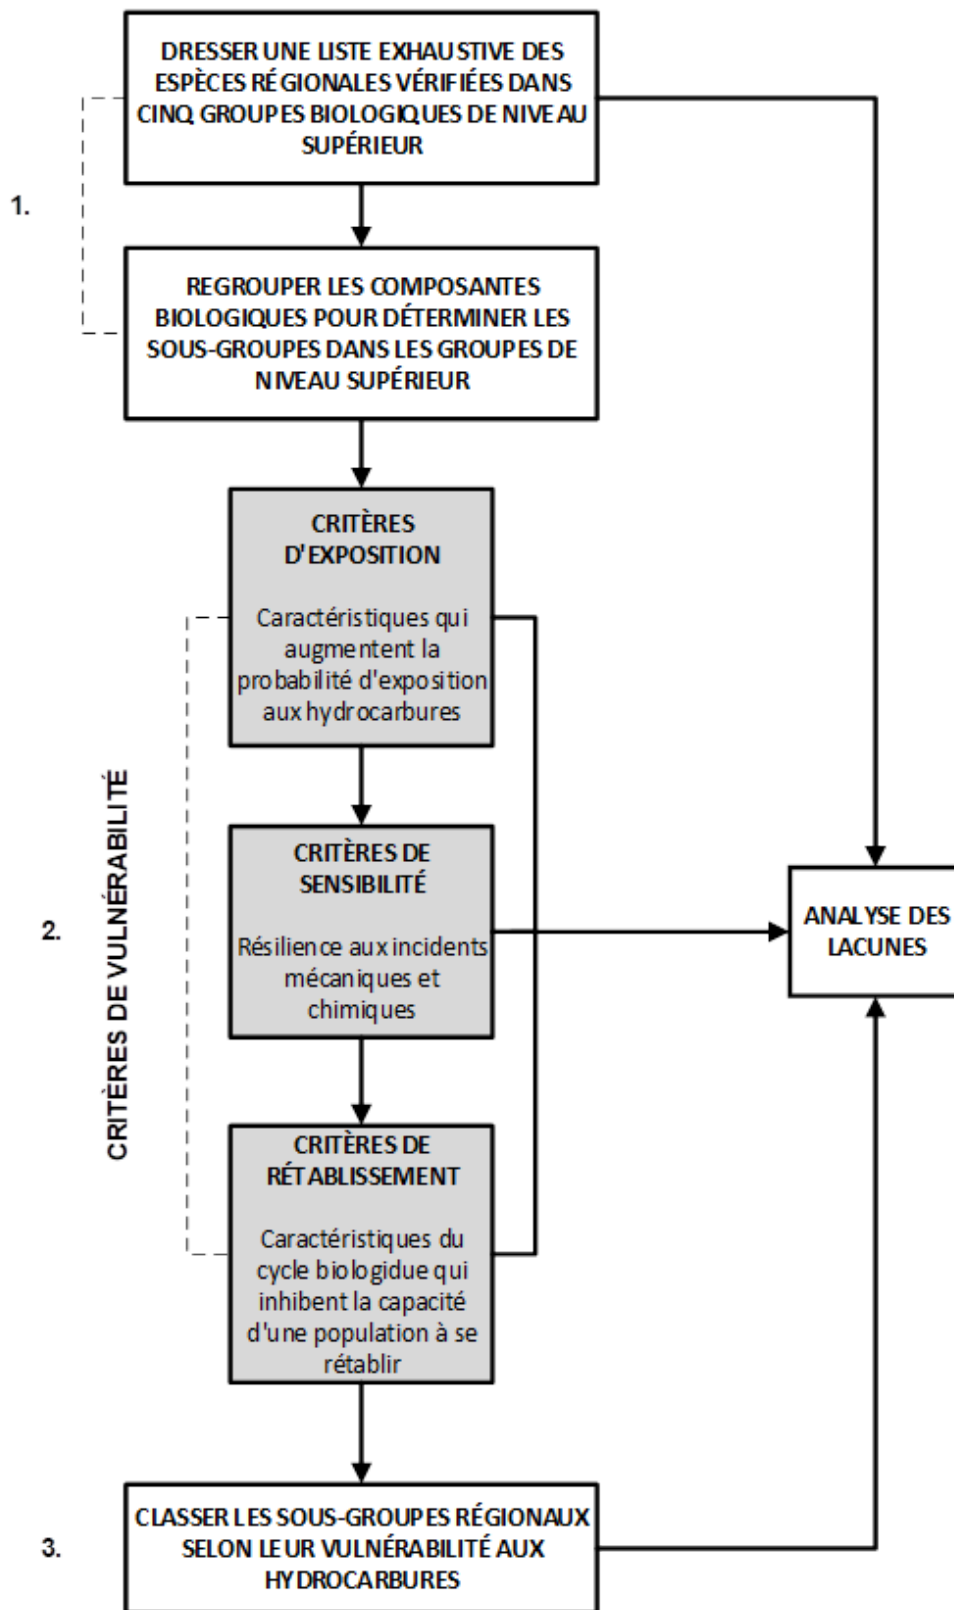 DRESSER UNE LISTE EXHAUSTIVE DES
ESPÈCES RÉGIONALES VÉRIFIÉES DANS
CINQ GROUPES BIOLOGIQUES DE NIVEAU
SUPÉRIEUR
1.
REGROUPER LES COMPOSANTES
BIOLOGIQUES POUR DÉTERMINER LES
SOUS-GROUPES DANS LES GROUPES DE
NIVEAU SUPÉRIEUR
CRITÈRES
D'EXPOSITION
Caractéristiques qui
augmentent la
probabilité d'exposition
aux hydrocarbures
CRITÈRES DE VULNÉRABILITÉ
2.
CRITÈRES DE
SENSIBILITÉ
Résilience aux incidents
mécaniques et
chimiques
ANALYSE DES
LACUNES
CRITÈRES DE
RÉTABLISSEMENT
Caractéristiques du
cycle biologidue qui
inhibent la capacité
d'une population à se
rétablir
3.
CLASSER LES SOUS-GROUPES RÉGIONAUX
SELON LEUR VULNÉRABILITÉ AUX
HYDROCARBURES